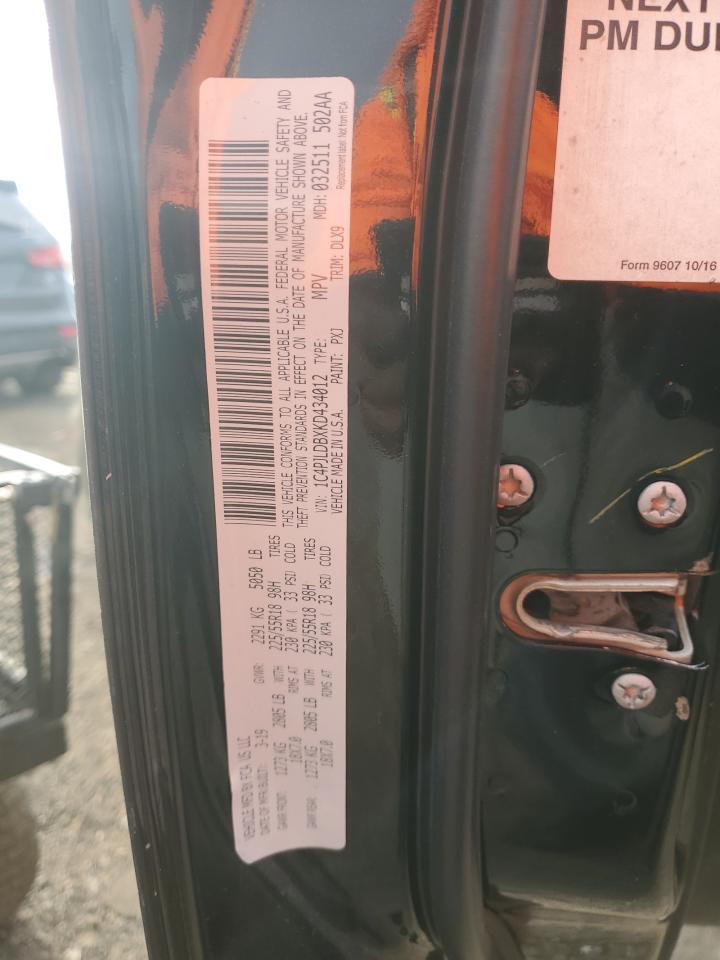 VEHICLE MFD BY FCA US LLC
DATE OF MFR/BUILT: 3-19 GVWR: 2291 KG 5050 LB
GAWR FRONT: 1273 KG 2805 LB WITH 225/55R18 98H TIRES
18X7.0 RIMS AT 230 KPA ( 33 PSI) COLD
GAWR REAR: 1273 KG 2805 LB WITH 225/55R18 98H TIRES
18X7.0 RIMS AT 230 KPA ( 33 PSI) COLD
THIS VEHICLE CONFORMS TO ALL APPLICABLE U.S.A. FEDERAL MOTOR VEHICLE SAFETY AND
THEFT PREVENTION STANDARDS IN EFFECT ON THE DATE OF MANUFACTURE SHOWN ABOVE.
VIN: 1C4PJLDBXKD434012 TYPE: MPV MDH: 032511 502AA
VEHICLE MADE IN U.S.A. PAINT: PXJ TRIM: DLX9
Replacement label: Not from FCA
NEXT
PM DU
Form 9607 10/16